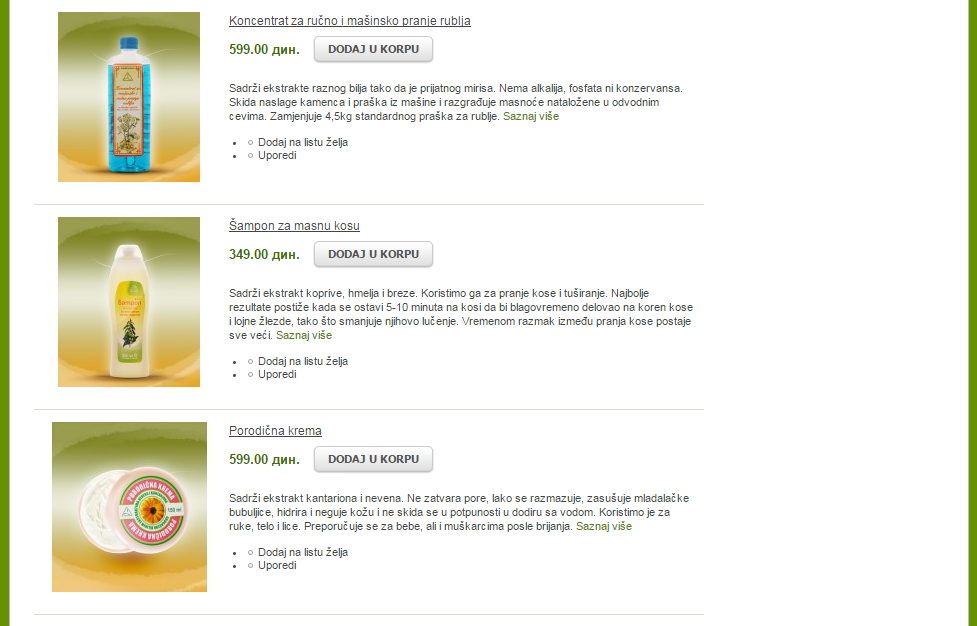 Koncentrat za ručno i mašinsko pranje rublja
599.00 дин.
DODAJ U KORPU
Sadrži ekstrakte raznog bilja tako da je prijatnog mirisa. Nema alkalija, fosfata ni konzervansa.
Skida naslage kamenca i praška iz mašine i razgrađuje masnoće nataložene u odvodnim
cevima. Zamjenjuje 4,5kg standardnog praška za rublje. Saznaj više
Dodaj na listu želja
Uporedi
Šampon
Šampon za masnu kosu
349.00 дин.
DODAJ U KORPU
Sadrži ekstrakt koprive, hmelja i breze. Koristimo ga za pranje kose i tuširanje. Najbolje
rezultate postiže kada se ostavi 5-10 minuta na kosi da bi blagovremeno delovao na koren kose
i lojne žlezde, tako što smanjuje njihovo lučenje. Vremenom razmak između pranja kose postaje
sve veći. Saznaj više
Dodaj na listu želja
Uporedi
PORODIČNA KREMA
150 ml
PORODIČNA KREMA
Porodična krema
599.00 дин.
DODAJ U KORPU
Sadrži ekstrakt kantariona i nevena. Ne zatvara pore, lako se razmazuje, zasušuje mladalačke
bubuljice, hidrira i neguje kožu i ne skida se u potpunosti u dodiru sa vodom. Koristimo je za
ruke, telo i lice. Preporučuje se za bebe, ali i muškarcima posle brijanja. Saznaj više
Dodaj na listu želja
Uporedi